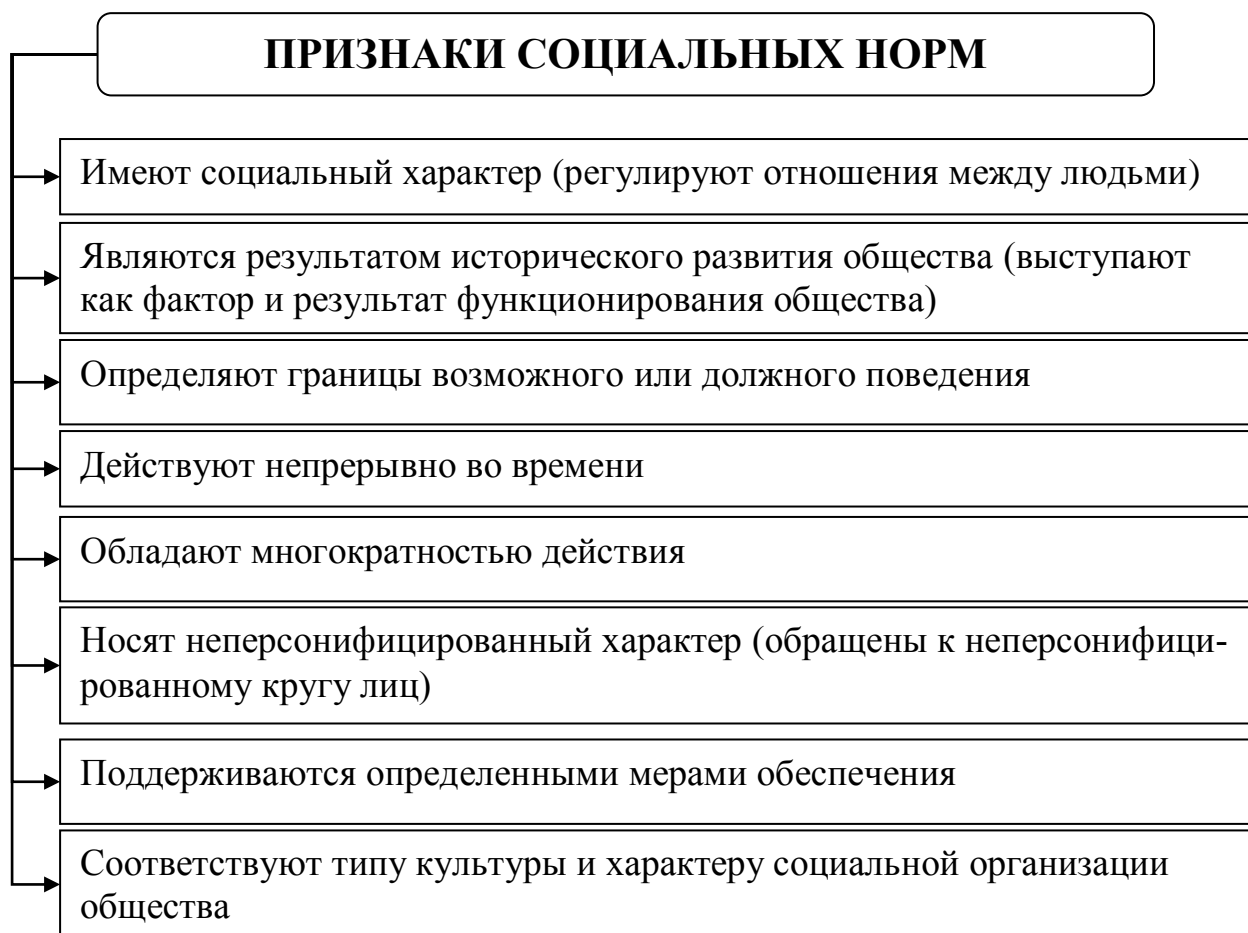 ПРИЗНАКИ СОЦИАЛЬНЫХ НОРМ
Имеют социальный характер (регулируют отношения между людьми)
Являются результатом исторического развития общества (выступают
как фактор и результат функционирования общества)
Определяют границы возможного или должного поведения
Действуют непрерывно во времени
Обладают многократностью действия
Носят неперсонифицированный характер (обращены к неперсонифици-
рованному кругу лиц)
Поддерживаются определенными мерами обеспечения
Соответствуют типу культуры и характеру социальной организации
общества